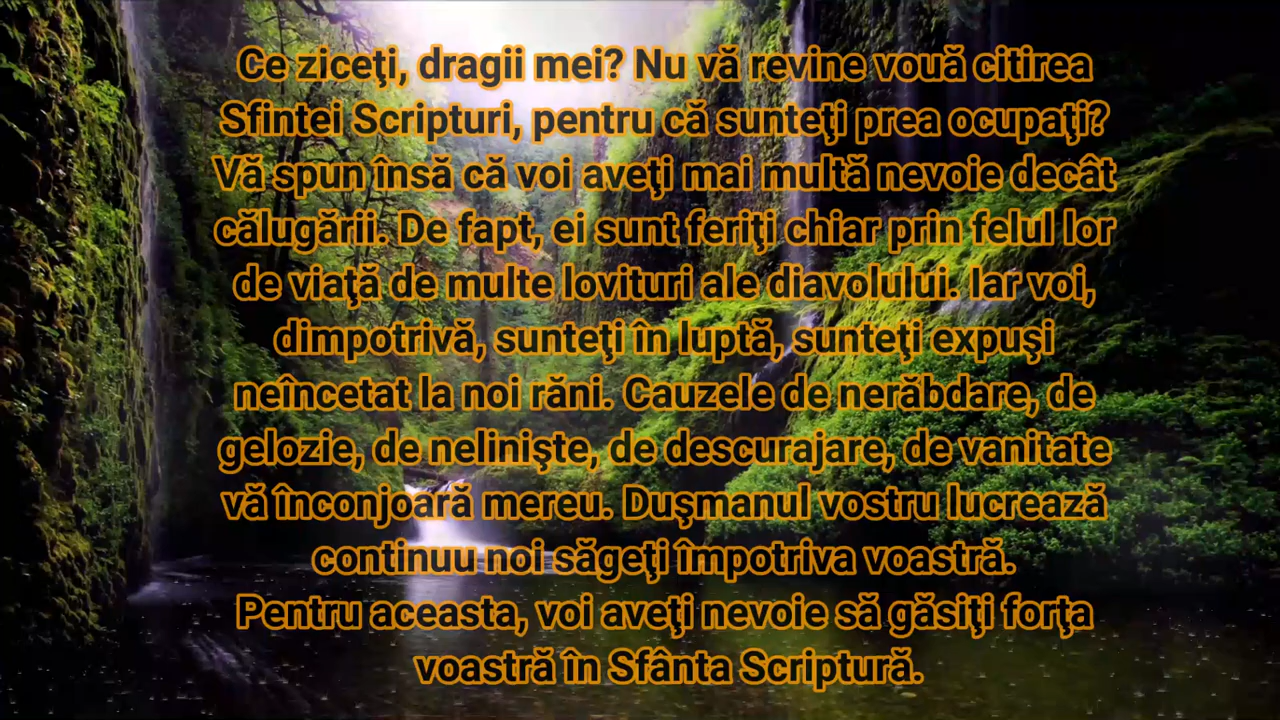 Ce ziceţi, dragii mei? Nu vă revine vouă citirea
Sfintei Scripturi, pentru că sunteţi prea ocupaţi?
Vă spun însă că voi aveţi mai multă nevoie decât
călugării. De fapt, ei sunt feriţi chiar prin felul lor
de viaţă de multe lovituri ale diavolului. Iar voi,
dimpotrivă, sunteţi în luptă, sunteţi expuşi
neîncetat la noi răni. Cauzele de nerăbdare, de
gelozie, de nelinişte, de descurajare, de vanitate
vă înconjoară mereu. Duşmanul vostru lucrează
continuu noi săgeţi împotriva voastră.
Pentru aceasta, voi aveţi nevoie să găsiţi forţa
voastră în Sfânta Scriptură.